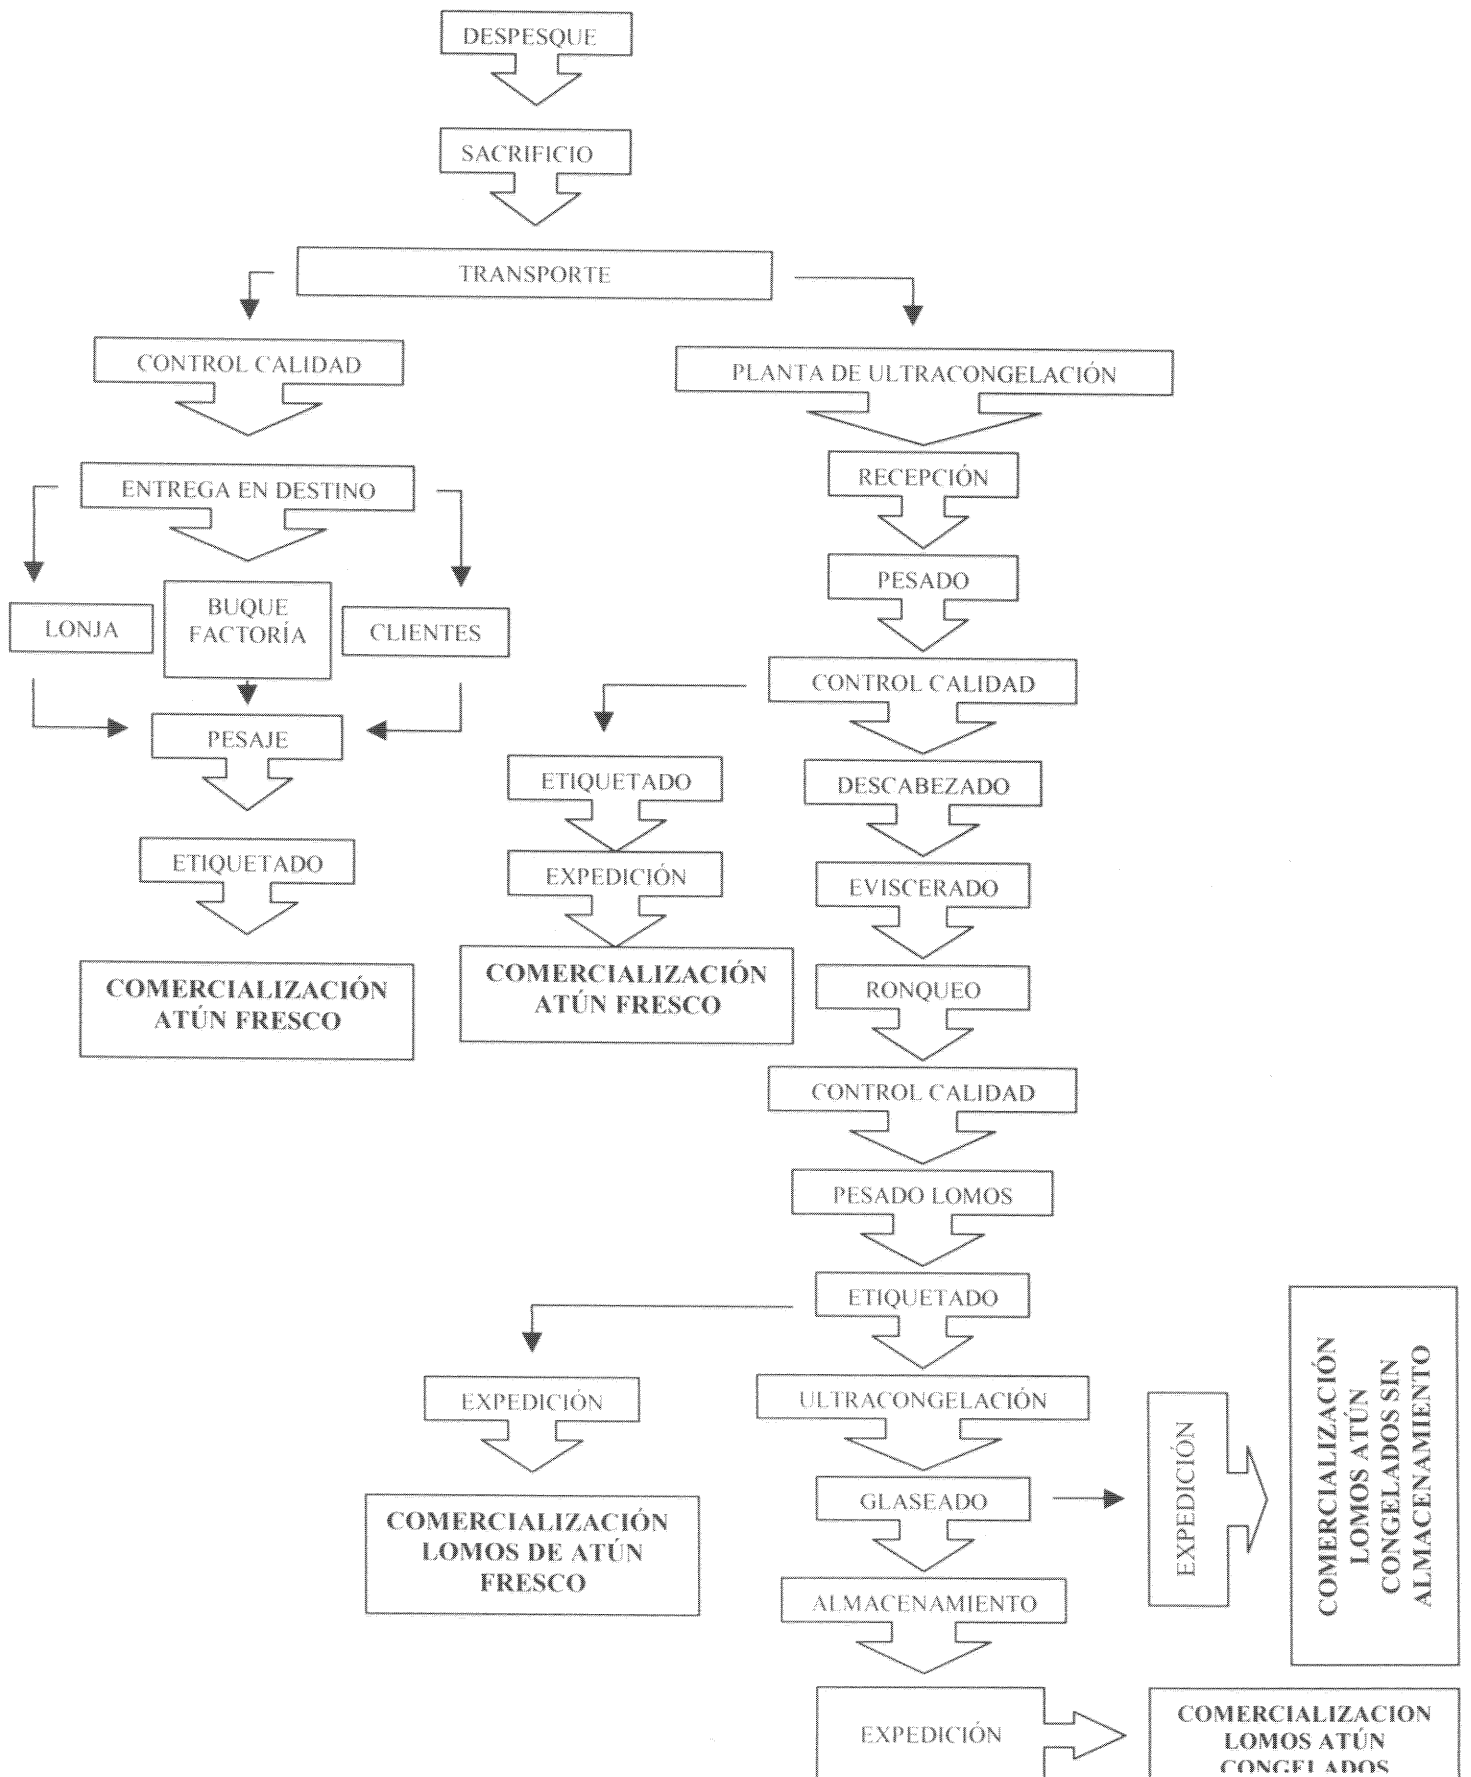 DESPESQUE
SACRIFICIO
TRANSPORTE
CONTROL CALIDAD
PLANTA DE ULTRACONGELACIÓN
ENTREGA EN DESTINO
RECEPCIÓN
LONJA
BUQUE
FACTORÍA
CLIENTES
PESADO
PESAJE
CONTROL CALIDAD
ETIQUETADO
DESCABEZADO
ETIQUETADO
EXPEDICIÓN
EVISCERADO
COMERCIALIZACIÓN
ATÚN FRESCO
COMERCIALIZACIÓN
ATÚN FRESCO
RONQUEO
CONTROL CALIDAD
PESADO LOMOS
ETIQUETADO
EXPEDICIÓN
ULTRACONGELACIÓN
COMERCIALIZACIÓN
LOMOS DE ATÚN
FRESCO
GLASEADO
EXPEDICIÓN
COMERCIALIZACIÓN
LOMOS ATÚN
CONGELADOS SIN
ALMACENAMIENTO
ALMACENAMIENTO
EXPEDICIÓN
COMERCIALIZACION
LOMOS ATÚN
CONGELADOS